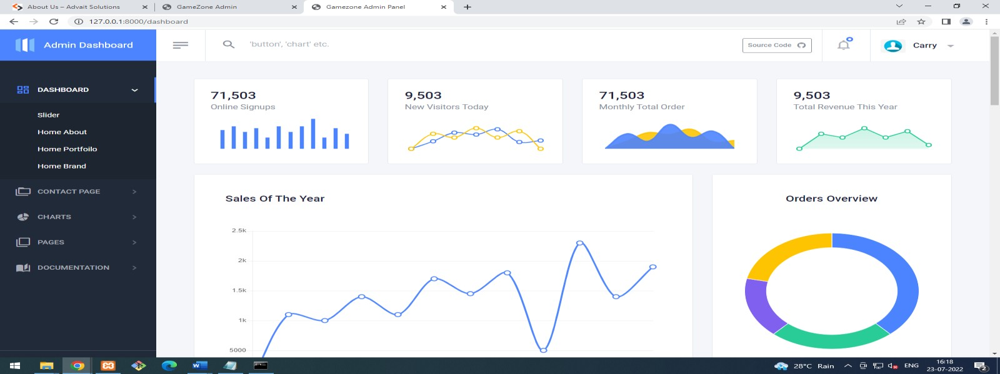 About Us – Advait Solutions
GameZone Admin
Gamezone Admin Panel
127.0.0.1:8000/dashboard
Admin Dashboard
'button', 'chart' etc.
Source Code
Carry
DASHBOARD
Slider
Home About
Home Portfoilo
Home Brand
CONTACT PAGE
CHARTS
PAGES
DOCUMENTATION
71,503
Online Signups
9,503
New Visitors Today
71,503
Monthly Total Order
9,503
Total Revenue This Year
Sales Of The Year
2.5k
2k
1.5k
1k
5000
Orders Overview
28°C Rain
ENG
16:18
23-07-2022
2